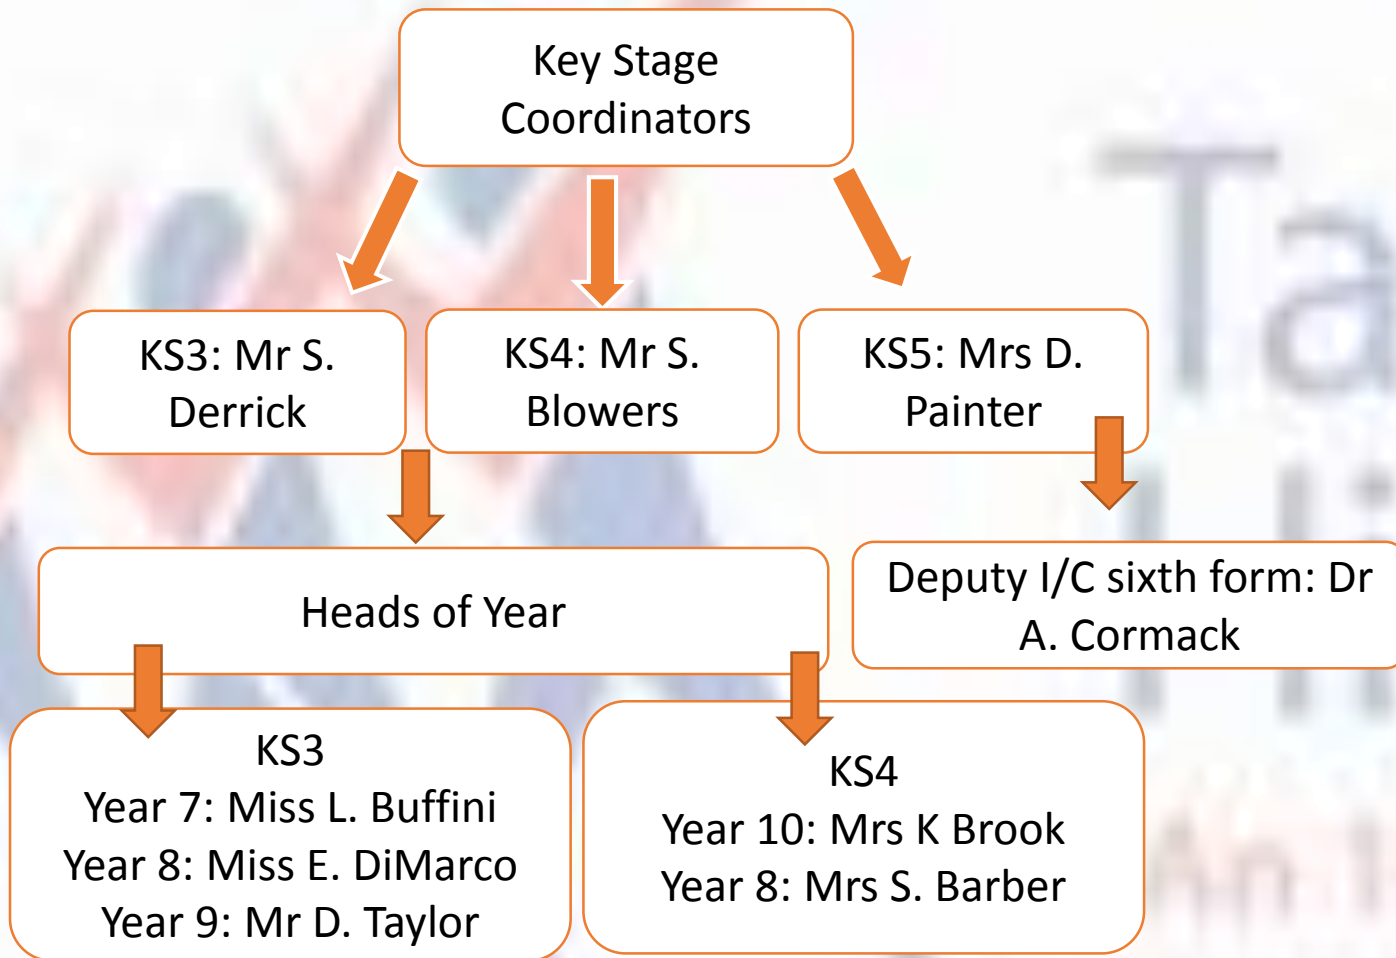 Key Stage
Coordinators
KS3: Mr S.
Derrick
KS4: Mr S.
Blowers
KS5: Mrs D.
Painter
Heads of Year
Deputy I/C sixth form: Dr
A. Cormack
KS3
Year 7: Miss L. Buffini
Year 8: Miss E. DiMarco
Year 9: Mr D. Taylor
KS4
Year 10: Mrs K Brook
Year 8: Mrs S. Barber
Ta